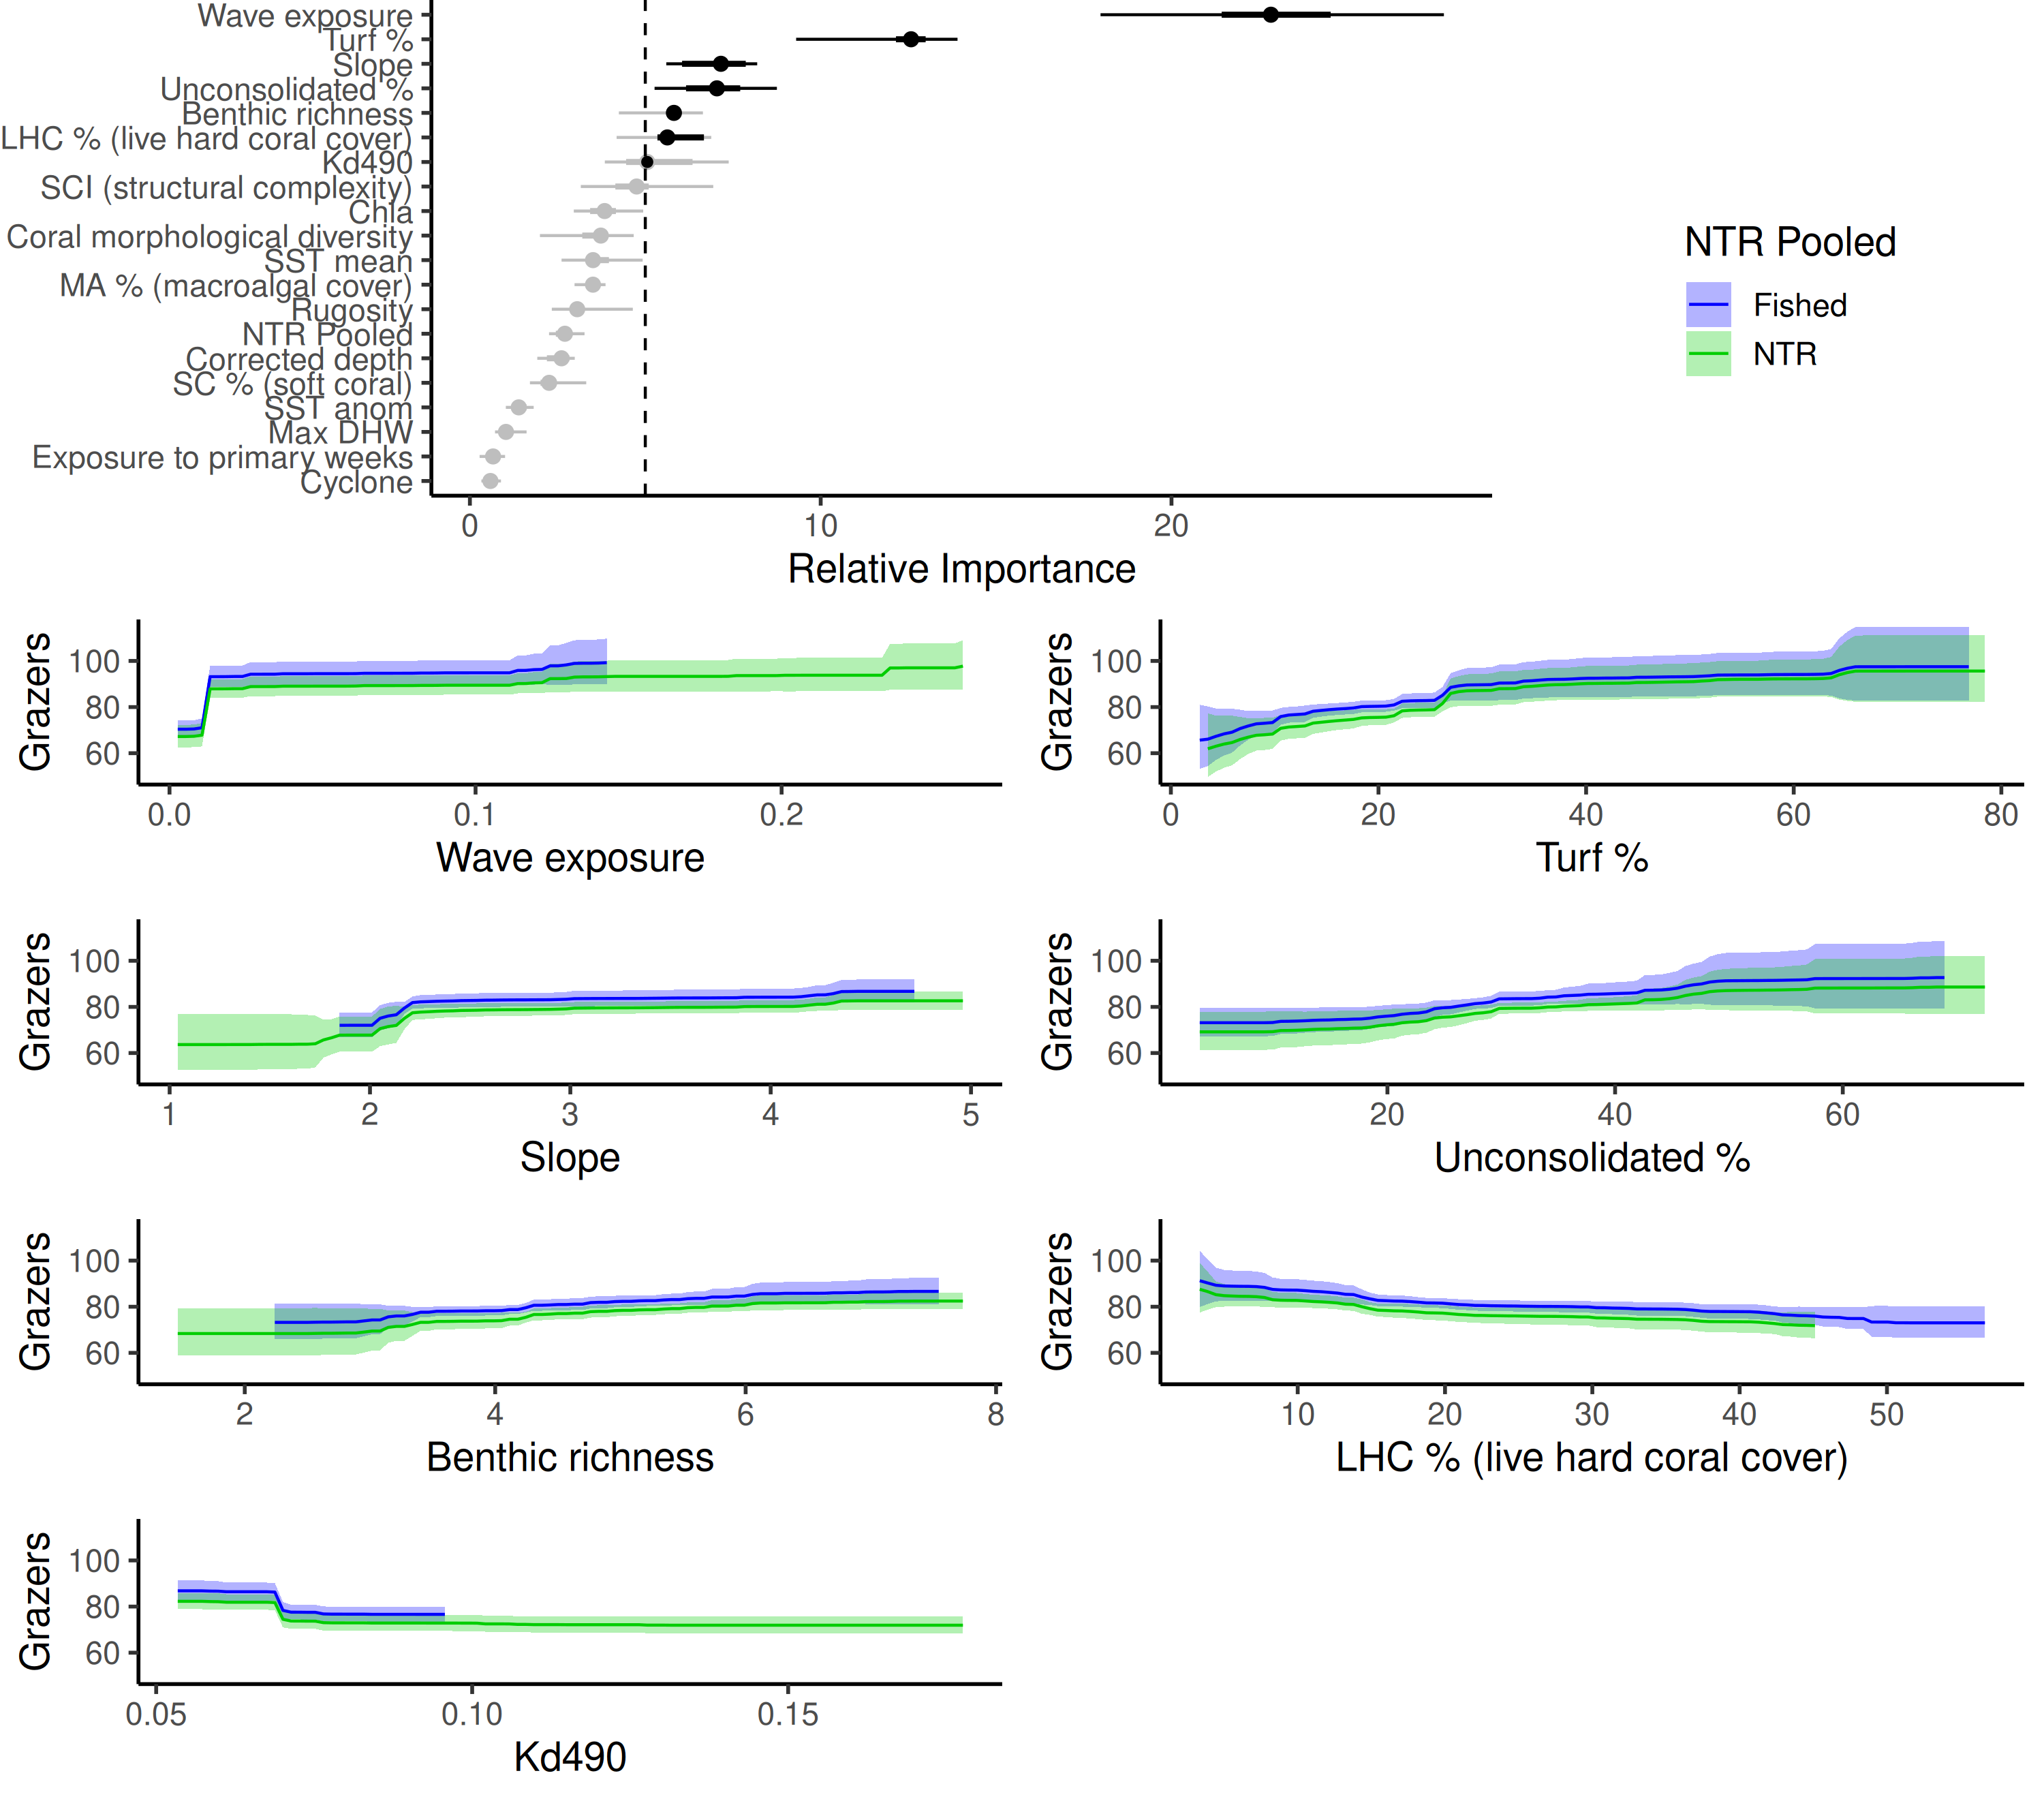 Wave exposure
Turf %
Slope
Unconsolidated %
Benthic richness
LHC % (live hard coral cover)
Kd490
SCI (structural complexity)
Chla
Coral morphological diversity
SST mean
MA % (macroalgal cover)
Rugosity
NTR Pooled
Corrected depth
SC % (soft coral)
SST anom
Max DHW
Exposure to primary weeks
Cyclone
0 10 20
Relative Importance
NTR Pooled
Fished
NTR
Grazers
100
80
60
0.0 0.1 0.2
Wave exposure
Grazers
100
80
60
0 20 40 60 80
Turf %
Grazers
100
80
60
1 2 3 4 5
Slope
Grazers
100
80
60
20 40 60
Unconsolidated %
Grazers
100
80
60
2 4 6 8
Benthic richness
Grazers
100
80
60
10 20 30 40 50
LHC % (live hard coral cover)
Grazers
100
80
60
0.05 0.10 0.15
Kd490